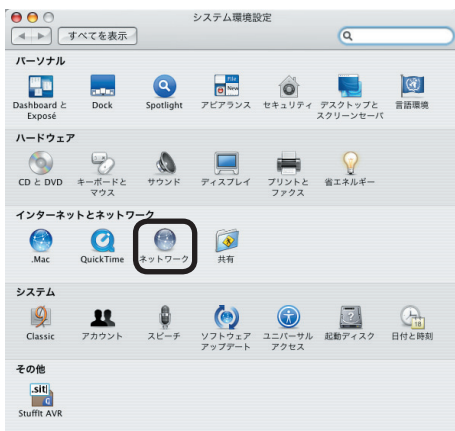 システム環境設定
すべてを表示
パーソナル
Dashboard と Exposé
Dock
Spotlight
File
New
アピアランス
セキュリティ
デスクトップと スクリーンセーバ
言語環境
ハードウェア
CD と DVD
キーボードと マウス
サウンド
ディスプレイ
プリントと ファクス
省エネルギー
インターネットとネットワーク
.Mac
QuickTime
ネットワーク
共有
システム
Classic
アカウント
スピーチ
ソフトウェア アップデート
ユニバーサル アクセス
起動ディスク
18
日付と時刻
その他
.sit
StuffIt AVR